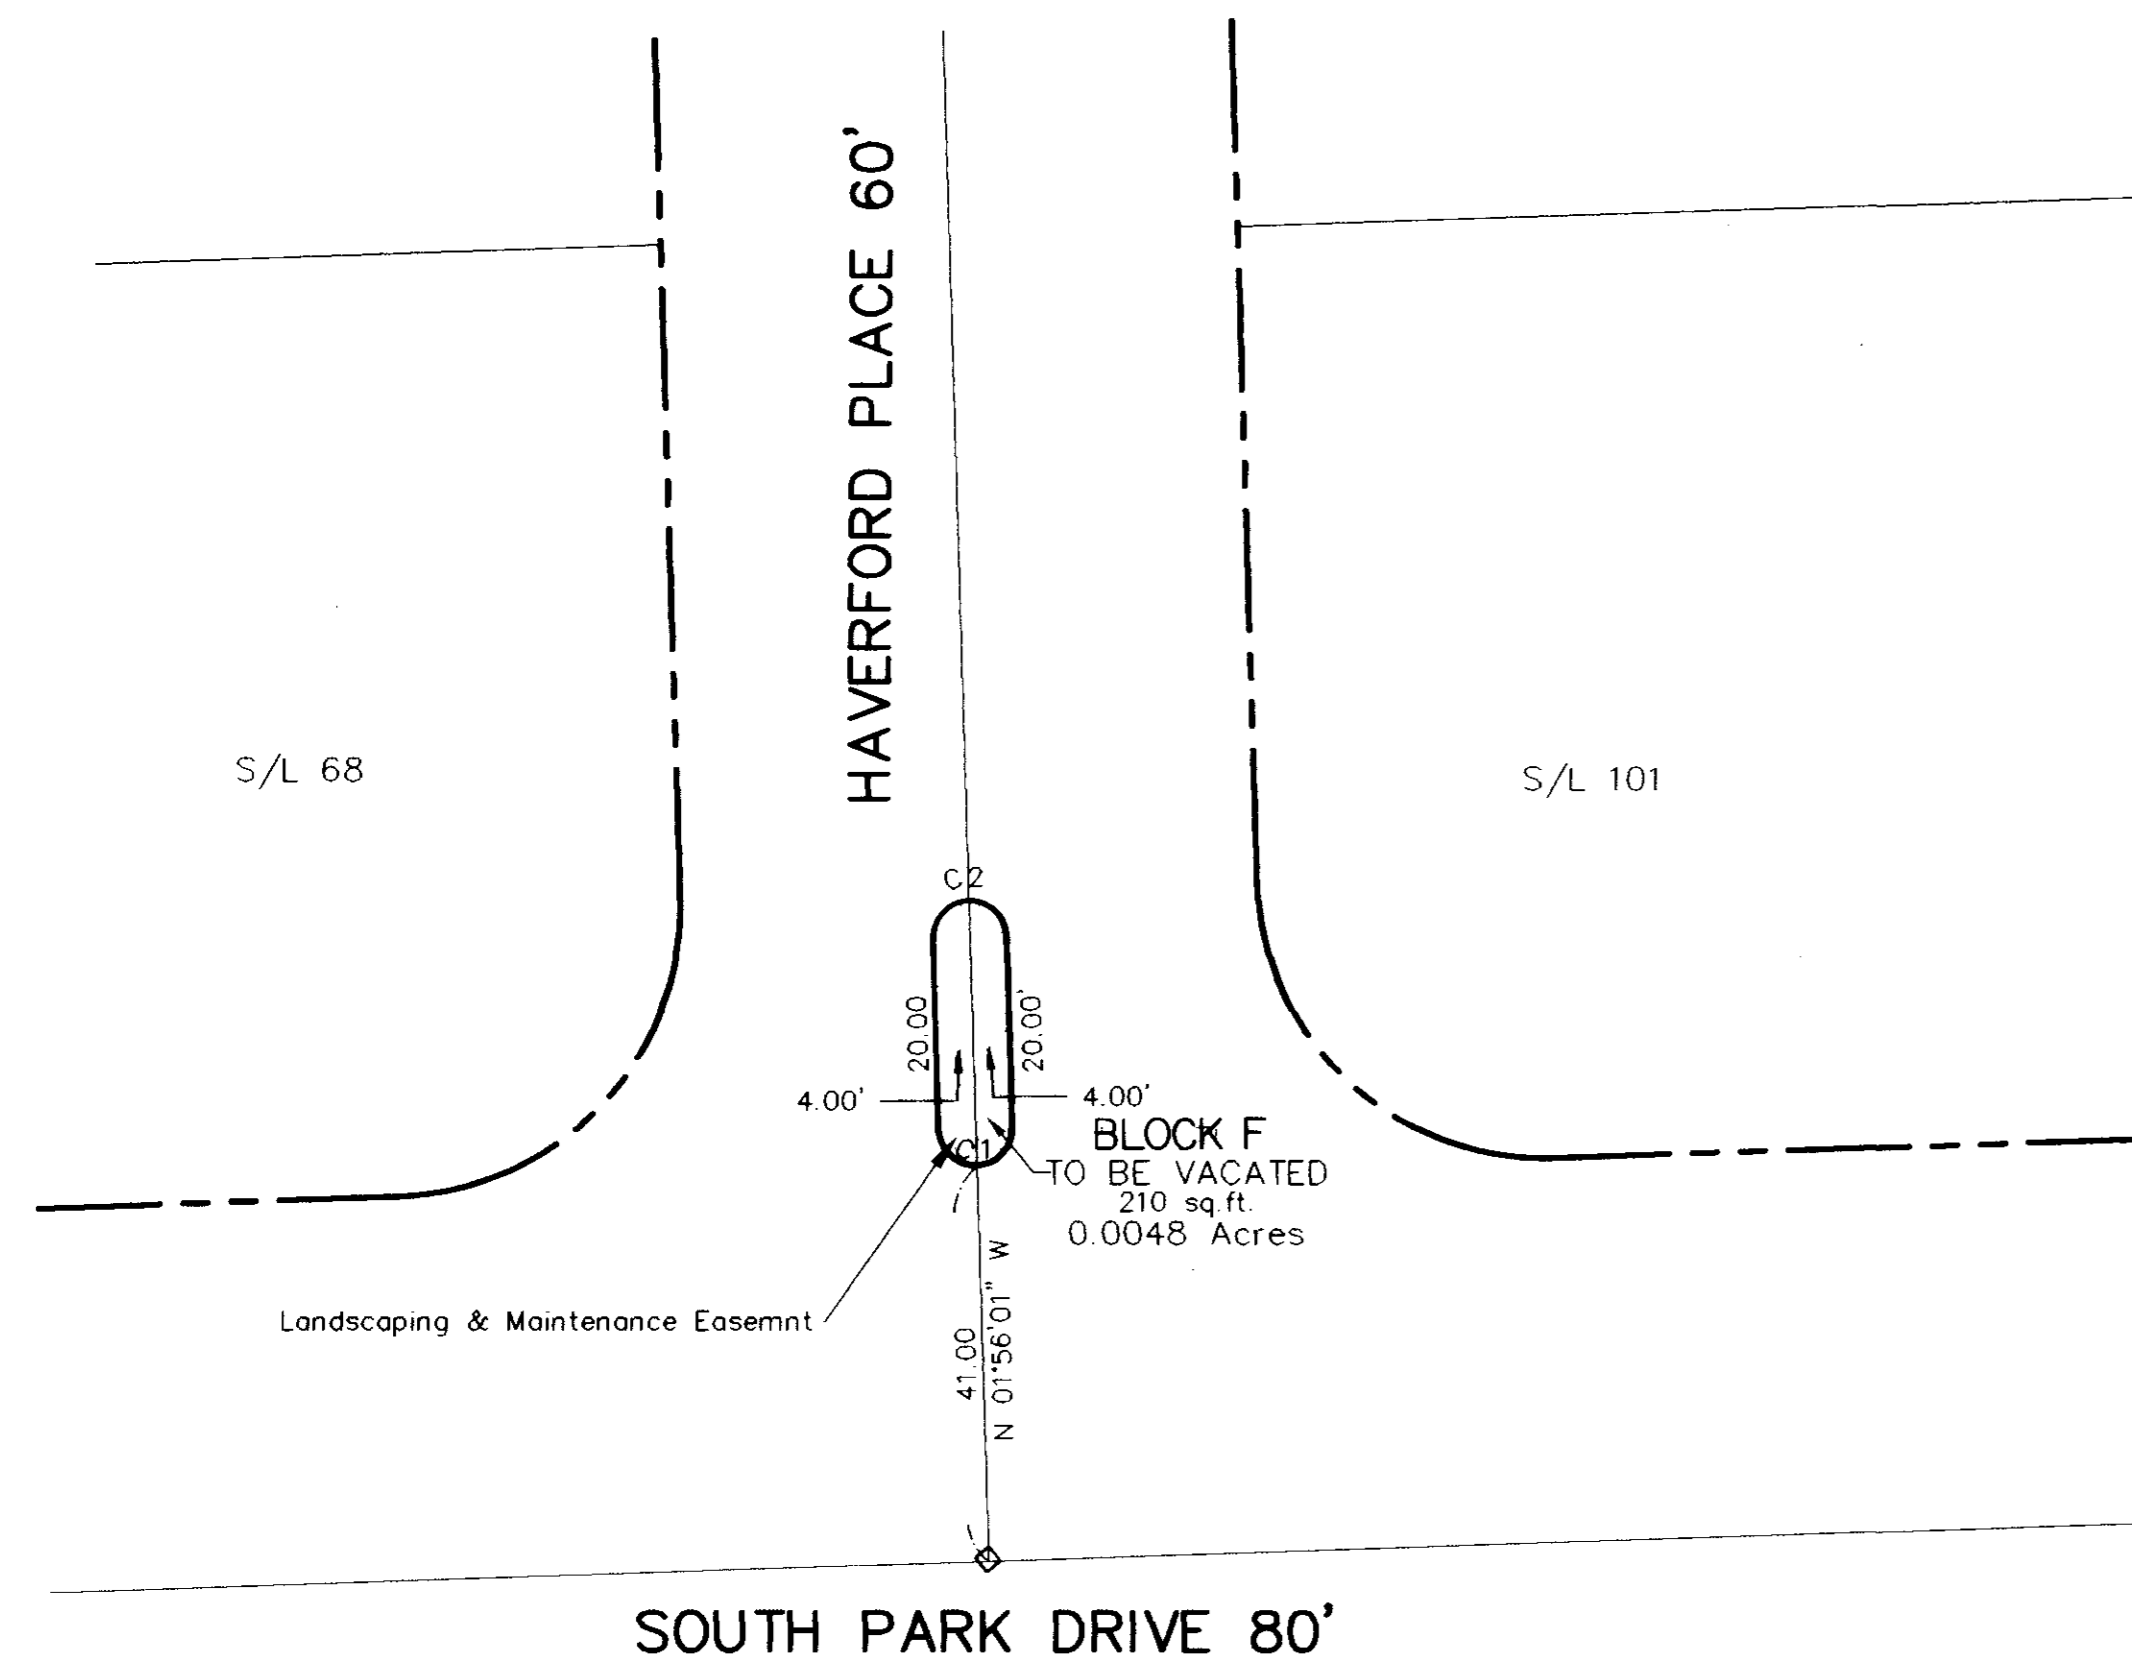 HAVERFORD PLACE 60'
S/L 68
S/L 101
C2
20.00
20.00'
4.00'
4.00'
BLOCK F
C1
TO BE VACATED
210 sq.ft.
0.0048 Acres
Landscaping & Maintenance Easemnt
41.00
N 01°56'01" W
SOUTH PARK DRIVE 80'